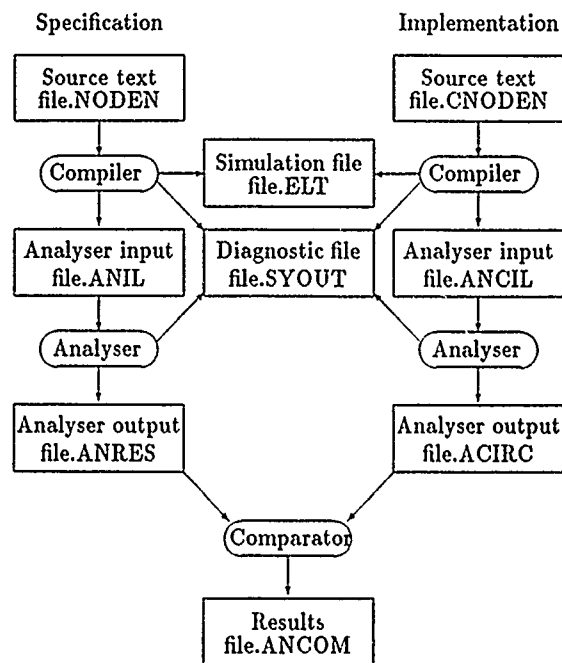 Specification
Implementation
Source text
file.NODEN
Source text
file.CNODEN
Compiler
Simulation file
file.ELT
Compiler
Analyser input
file.ANIL
Diagnostic file
file.SYOUT
Analyser input
file.ANCIL
Analyser
Analyser
Analyser output
file.ANRES
Analyser output
file.ACIRC
Comparator
Results
file.ANCOM